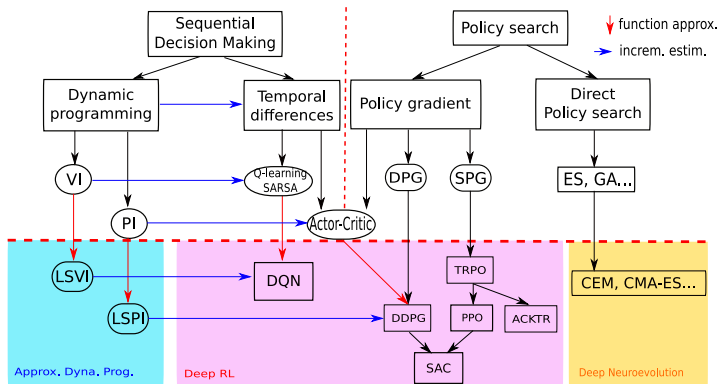 Sequential
Decision Making
Policy search
function approx.
increm. estim.
Dynamic
programming
Temporal
differences
Policy gradient
Direct
Policy search
VI
Q-learning
SARSA
DPG
SPG
ES, GA...
PI
Actor-Critic
LSVI
DQN
TRPO
CEM, CMA-ES...
LSPI
DDPG
PPO
ACKTR
SAC
Approx. Dyna. Prog.
Deep RL
Deep Neuroevolution